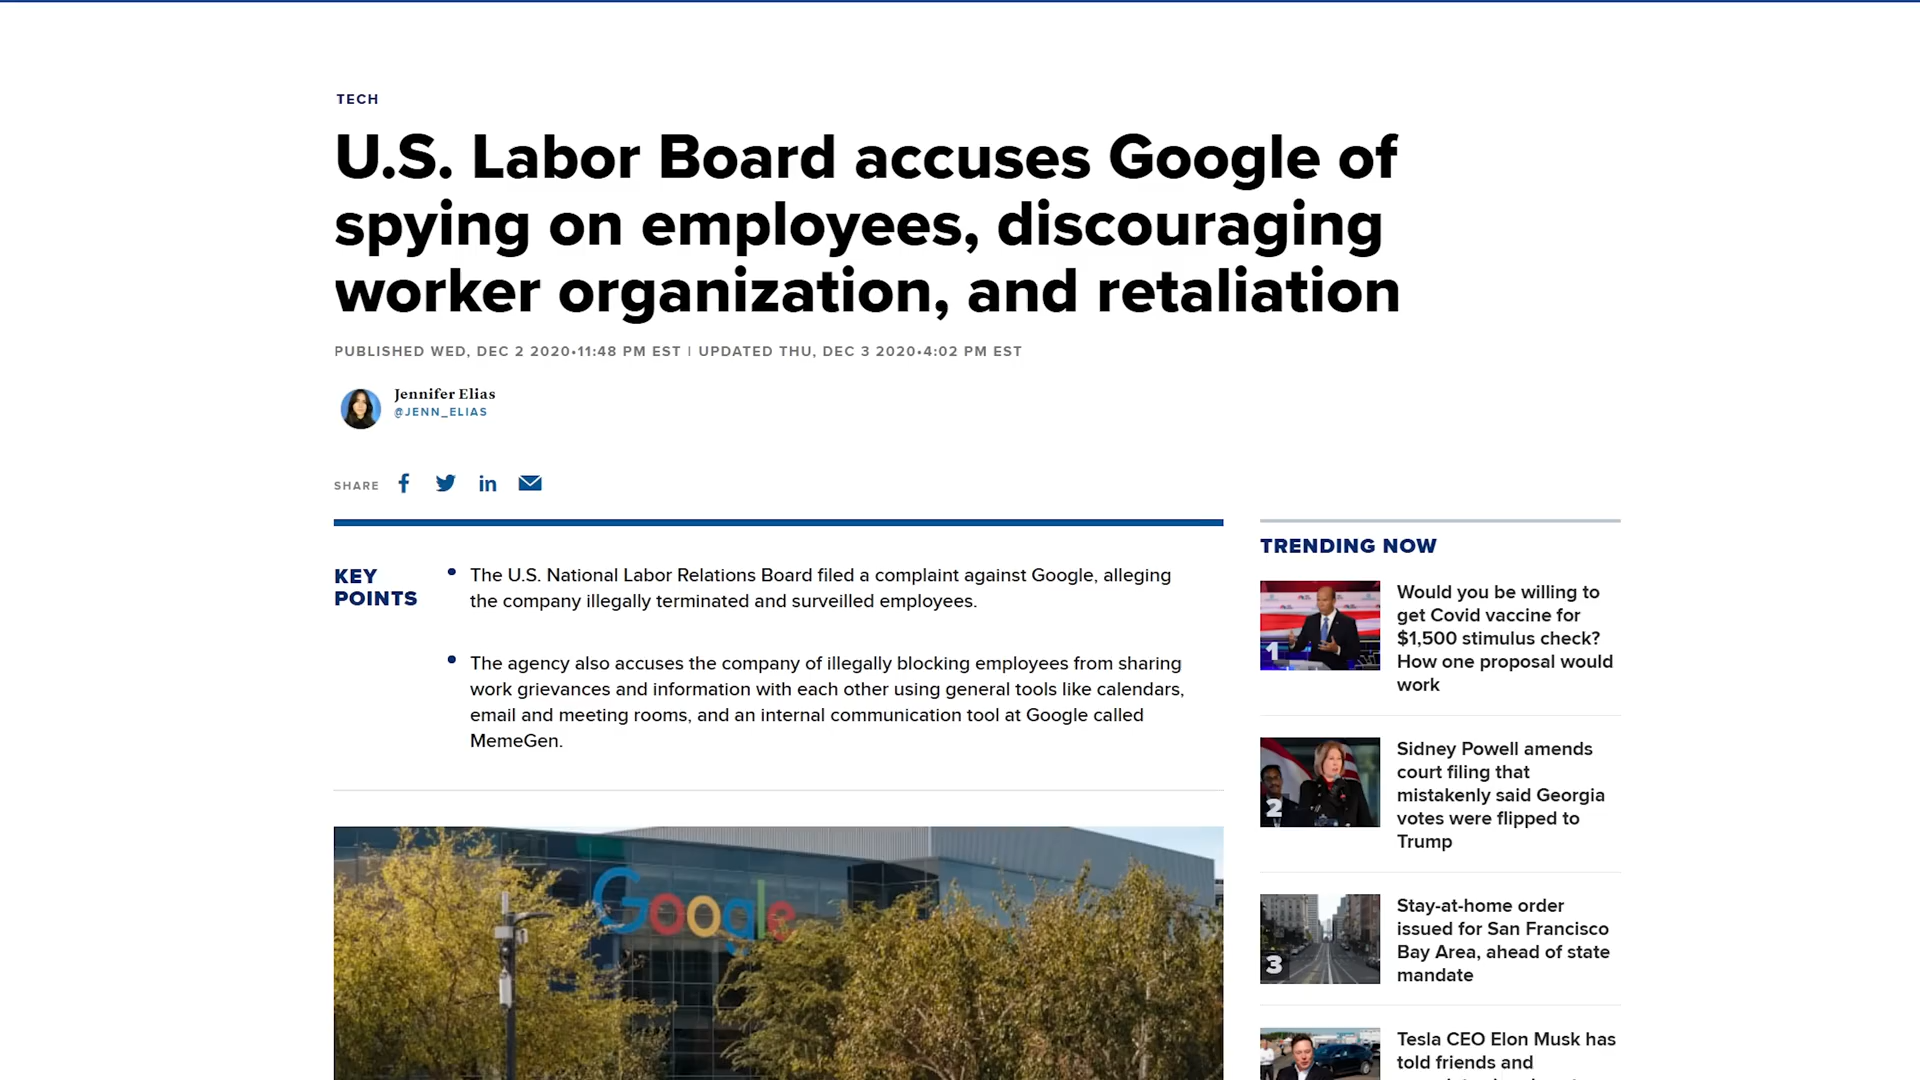 TECH
U.S. Labor Board accuses Google of
spying on employees, discouraging
worker organization, and retaliation
PUBLISHED WED, DEC 2 2020•11:48 PM EST | UPDATED THU, DEC 3 2020•4:02 PM EST
Jennifer Elias
@JENN_ELIAS
SHARE
KEY
POINTS
• The U.S. National Labor Relations Board filed a complaint against Google, alleging
the company illegally terminated and surveilled employees.
• The agency also accuses the company of illegally blocking employees from sharing
work grievances and information with each other using general tools like calendars,
email and meeting rooms, and an internal communication tool at Google called
MemeGen.
Google
TRENDING NOW
1
Would you be willing to
get Covid vaccine for
$1,500 stimulus check?
How one proposal would
work
2
Sidney Powell amends
court filing that
mistakenly said Georgia
votes were flipped to
Trump
3
Stay-at-home order
issued for San Francisco
Bay Area, ahead of state
mandate
Tesla CEO Elon Musk has
told friends and